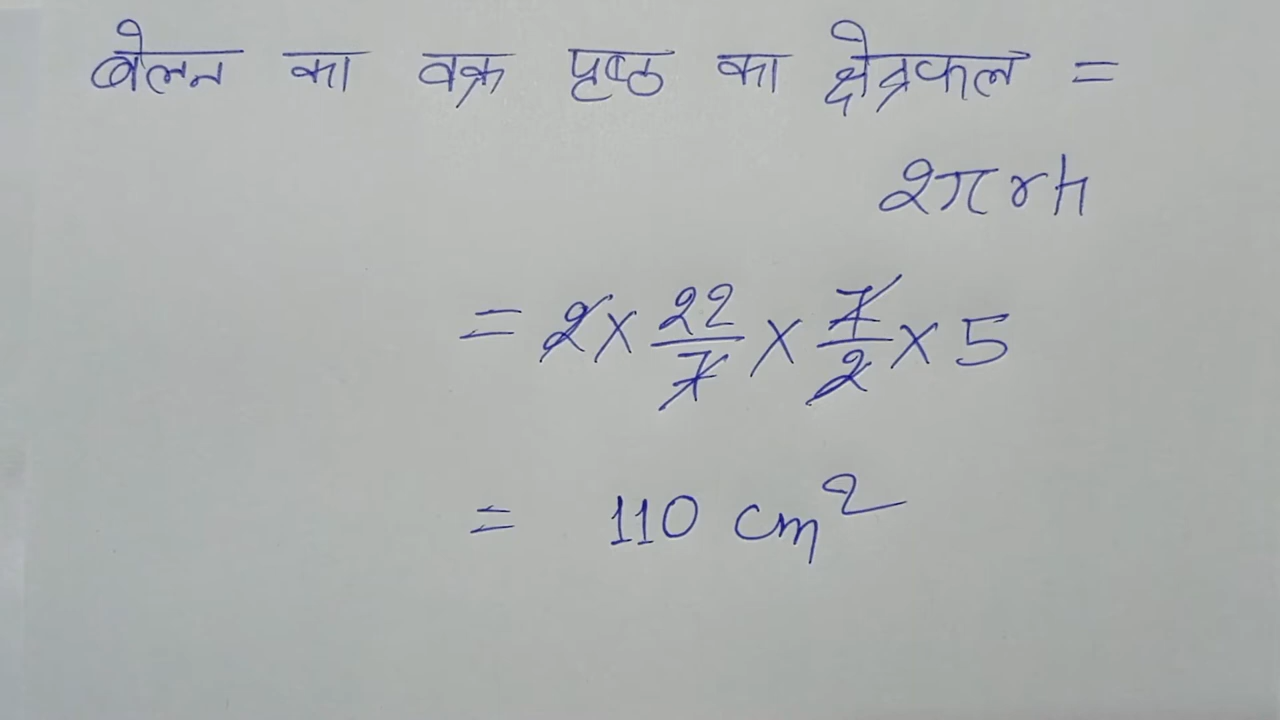 बेलन का वक्र पृष्ठ का क्षेत्रफल =
2πrh
= 2 × 22/7 × 7/2 × 5
= 110 cm²